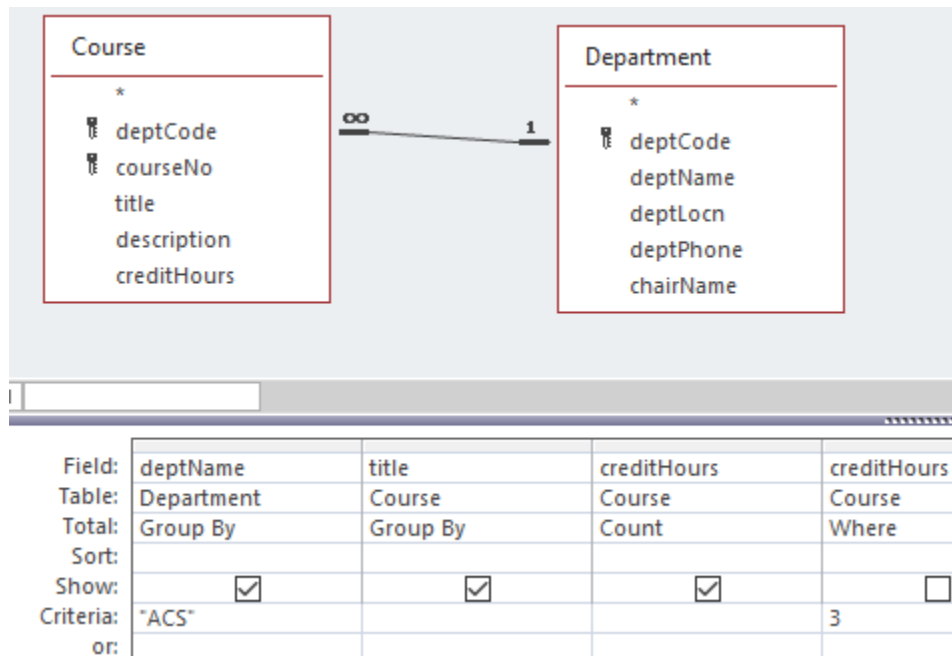 Course
*
deptCode
courseNo
title
description
creditHours
∞ 1
Department
*
deptCode
deptName
deptLocn
deptPhone
chairName
Field: deptName title creditHours creditHours
Table: Department Course Course Course
Total: Group By Group By Count Where
Sort:
Show:
Criteria: "ACS" 3
or: